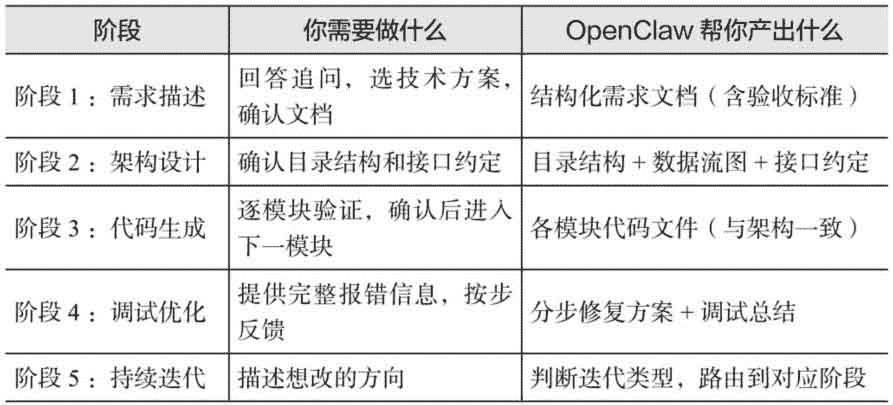 阶段 你需要做什么 OpenClaw 帮你产出什么
阶段 1：需求描述 回答追问，选技术方案，
确认文档 结构化需求文档（含验收标准）
阶段 2：架构设计 确认目录结构和接口约定 目录结构 + 数据流图 + 接口约定
阶段 3：代码生成 逐模块验证，确认后进入
下一模块 各模块代码文件（与架构一致）
阶段 4：调试优化 提供完整报错信息，按步
反馈 分步修复方案 + 调试总结
阶段 5：持续迭代 描述想改的方向 判断迭代类型，路由到对应阶段